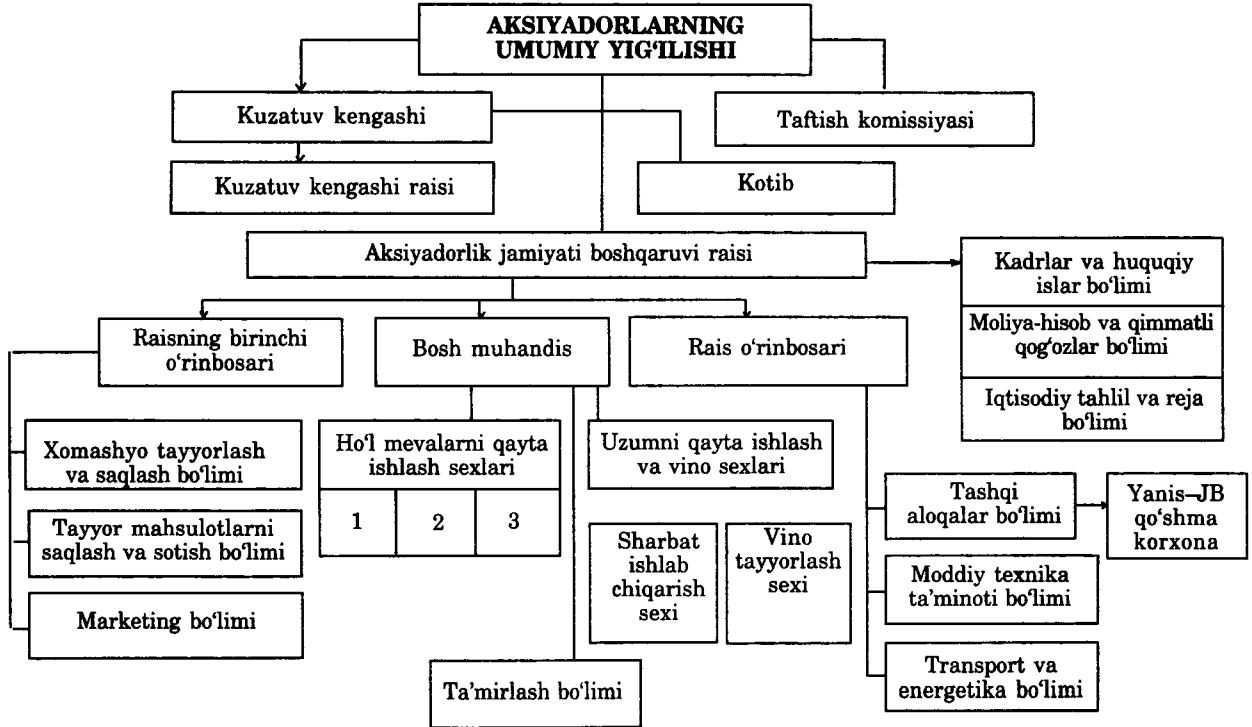 AKSIYADORLARNING
UMUMIY YIG‘ILISHI
Kuzatuv kengashi
Taftish komissiyasi
Kuzatuv kengashi raisi
Kotib
Aksiyadorlik jamiyati boshqaruvi raisi
Kadrlar va huquqiy
islar bo‘limi
Moliya-hisob va qimmatli
qog‘ozlar bo‘limi
Iqtisodiy tahlil va reja
bo‘limi
Raisning birinchi
o‘rinbosari
Bosh muhandis
Rais o‘rinbosari
Xomashyo tayyorlash
va saqlash bo‘limi
Tayyor mahsulotlarni
saqlash va sotish bo‘limi
Marketing bo‘limi
Ho‘l mevalarni qayta
ishlash sexlari
1 2 3
Uzumni qayta ishlash
va vino sexlari
Sharbat
ishlab
chiqarish
sexi
Vino
tayyorlash
sexi
Ta’mirlash bo‘limi
Tashqi
aloqalar bo‘limi
Yanis–JB
qo‘shma
korxona
Moddiy texnika
ta’minoti bo‘limi
Transport va
energetika bo‘limi